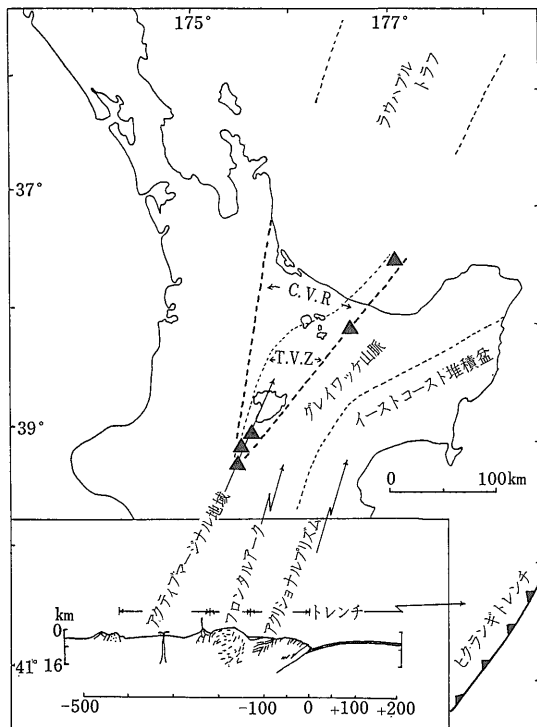 175°
177°
ラウハブル
トラフ
37°
←C.V.R→
←T.V.Z→
グレイワッケ山脈
イーストコースト堆積盆
39°
0
100km
アクティブマージナル地域
フロンタルアーク
アクリショナルプリズム
トレンチ
ヒクランギトレンチ
km
0
16
41°
-500
-100
0
+100
+200